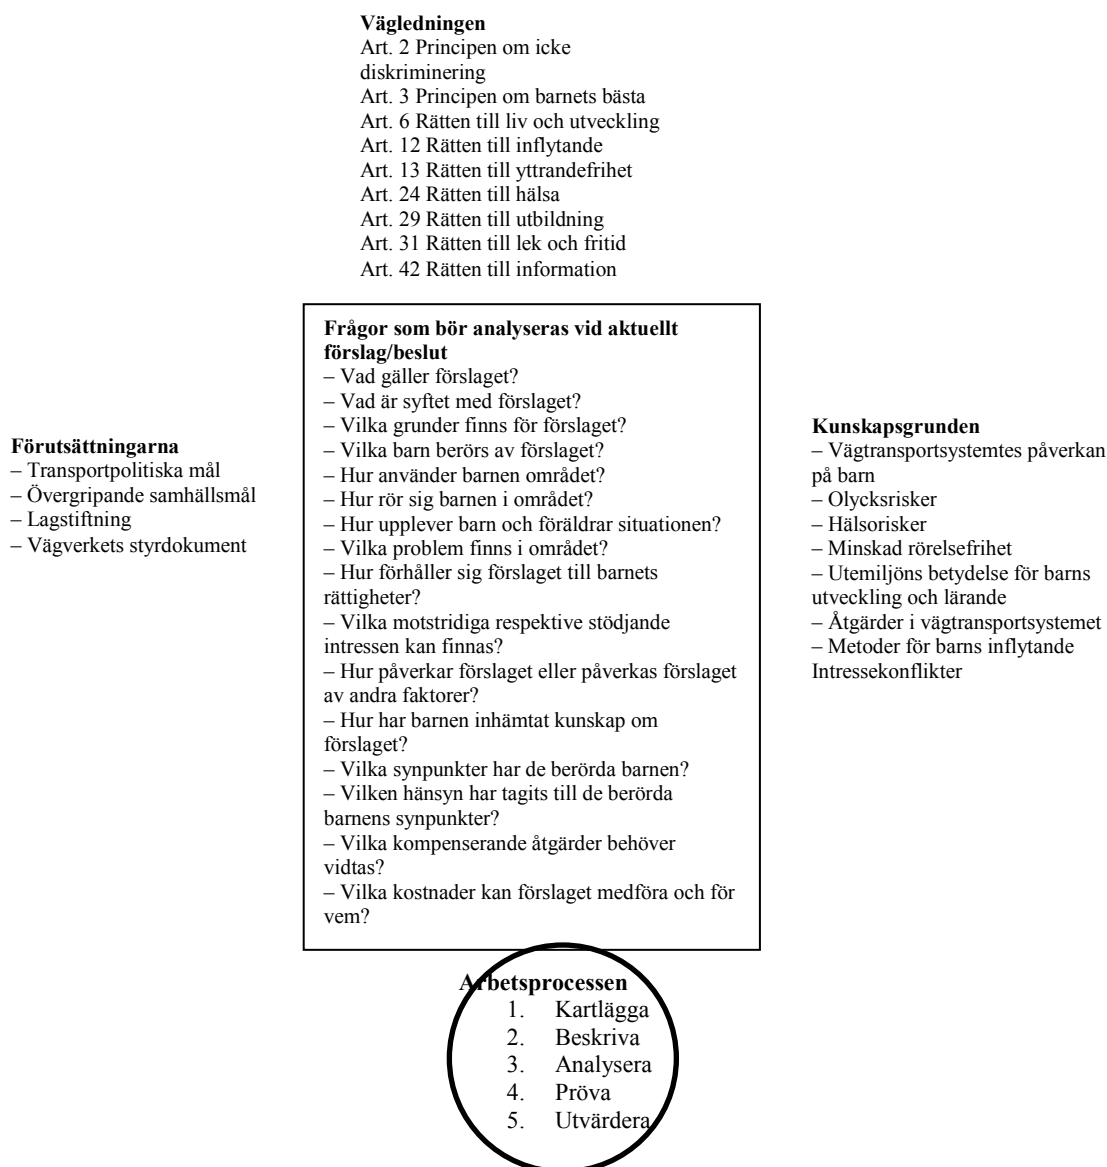 Vägledningen
Art. 2 Principen om icke
diskriminering
Art. 3 Principen om barnets bästa
Art. 6 Rätten till liv och utveckling
Art. 12 Rätten till inflytande
Art. 13 Rätten till yttrandefrihet
Art. 24 Rätten till hälsa
Art. 29 Rätten till utbildning
Art. 31 Rätten till lek och fritid
Art. 42 Rätten till information
Förutsättningarna
– Transportpolitiska mål
– Övergripande samhällsmål
– Lagstiftning
– Vägverkets styrdokument
Frågor som bör analyseras vid aktuellt
förslag/beslut
– Vad gäller förslaget?
– Vad är syftet med förslaget?
– Vilka grunder finns för förslaget?
– Vilka barn berörs av förslaget?
– Hur använder barnen området?
– Hur rör sig barnen i området?
– Hur upplever barn och föräldrar situationen?
– Vilka problem finns i området?
– Hur förhåller sig förslaget till barnets
rättigheter?
– Vilka motstridiga respektive stödjande
intressen kan finnas?
– Hur påverkar förslaget eller påverkas förslaget
av andra faktorer?
– Hur har barnen inhämtat kunskap om
förslaget?
– Vilka synpunkter har de berörda barnen?
– Vilken hänsyn har tagits till de berörda
barnens synpunkter?
– Vilka kompenserande åtgärder behöver
vidtas?
– Vilka kostnader kan förslaget medföra och för
vem?
Kunskapsgrunden
– Vägtransportsystemtes påverkan
på barn
– Olycksrisker
– Hälsorisker
– Minskad rörelsefrihet
– Utemiljöns betydelse för barns
utveckling och lärande
– Åtgärder i vägtransportsystemet
– Metoder för barns inflytande
Intressekonflikter
Arbetsprocessen
1. Kartlägga
2. Beskriva
3. Analysera
4. Pröva
5. Utvärdera